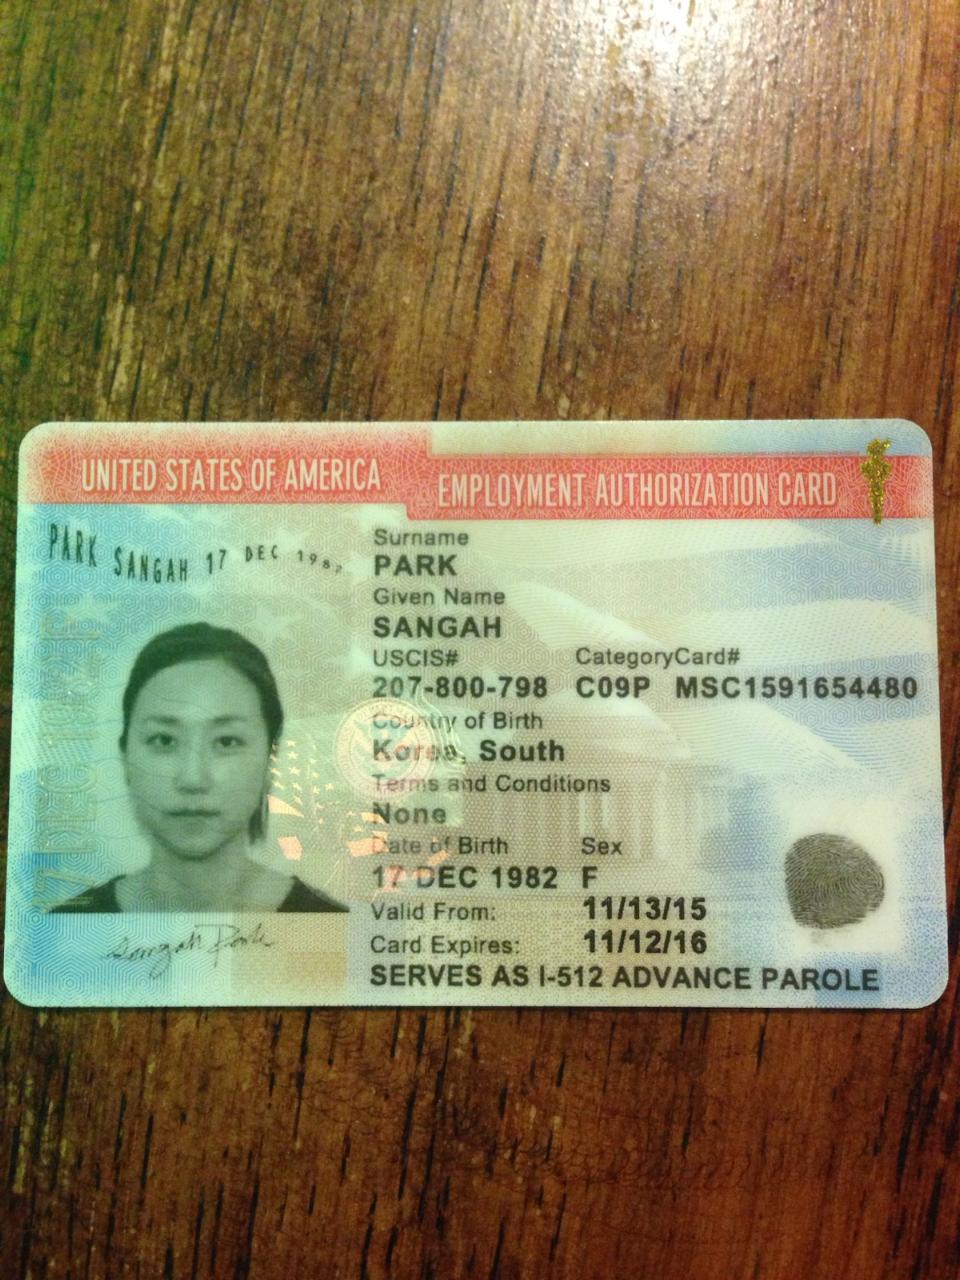 UNITED STATES OF AMERICA
EMPLOYMENT AUTHORIZATION CARD
PARK SANGAH 17 DEC 1982
Surname
PARK
Given Name
SANGAH
USCIS# Category Card#
207-800-798 C09P MSC1591654480
Country of Birth
Korea, South
Terms and Conditions
None
Date of Birth Sex
17 DEC 1982 F
Valid From: 11/13/15
Card Expires: 11/12/16
SERVES AS I-512 ADVANCE PAROLE
Sangah Park